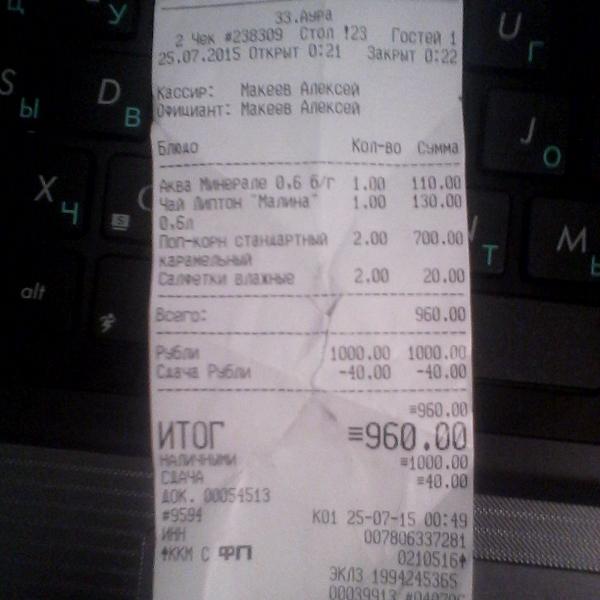 33.Аура
2 Чек #238309 Стол !23 Гостей 1
25.07.2015 Открыт 0:21 Закрыт 0:22
Кассир: Макеев Алексей
Официант: Макеев Алексей
Блюдо Кол-во Сумма
Аква Минерале 0,6 б/г 1.00 110.00
Чай Липтон "Малина" 1.00 130.00
0,6л
Поп-корн стандартный 2.00 700.00
карамельный
Салфетки влажные 2.00 20.00
Всего: 960.00
Рубли 1000.00 1000.00
Сдача Рубли -40.00 -40.00
≡960.00
ИТОГ ≡960.00
НАЛИЧНЫМИ ≡1000.00
СДАЧА ≡40.00
ДОК. 00054513
#9594 К01 25-07-15 00:49
ИНН 007806337281
ККМ С ФП 0210516
ЭКЛЗ 1994245365
00039913
Ц У
S Ы
D В
Х Ч
alt
U Г
J О
Т
М Ь